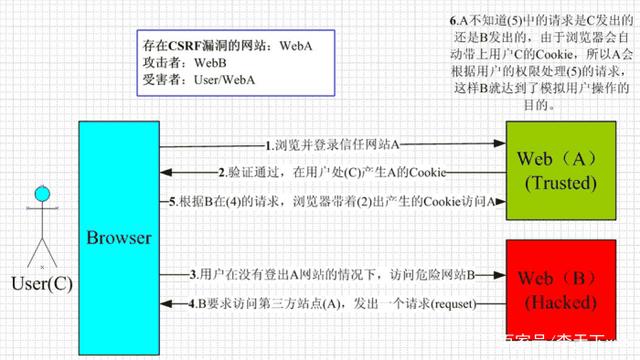 存在CSRF漏洞的网站：WebA
攻击者：WebB
受害者：User/WebA
6.A不知道(5)中的请求是C发出的
还是B发出的，由于浏览器会自
动带上用户C的Cookie，所以A会
根据用户的权限处理(5)的请求，
这样B就达到了模拟用户操作的
目的。
1.浏览并登录信任网站A
2.验证通过，在用户处(C)产生A的Cookie
5.根据B在(4)的请求，浏览器带着(2)出产生的Cookie访问A
3.用户在没有登出A网站的情况下，访问危险网站B
4.B要求访问第三方站点(A)，发出一个请求(requset)
User(C)
Browser
Web（A）
(Trusted)
Web（B）
(Hacked)
百家号/李天下